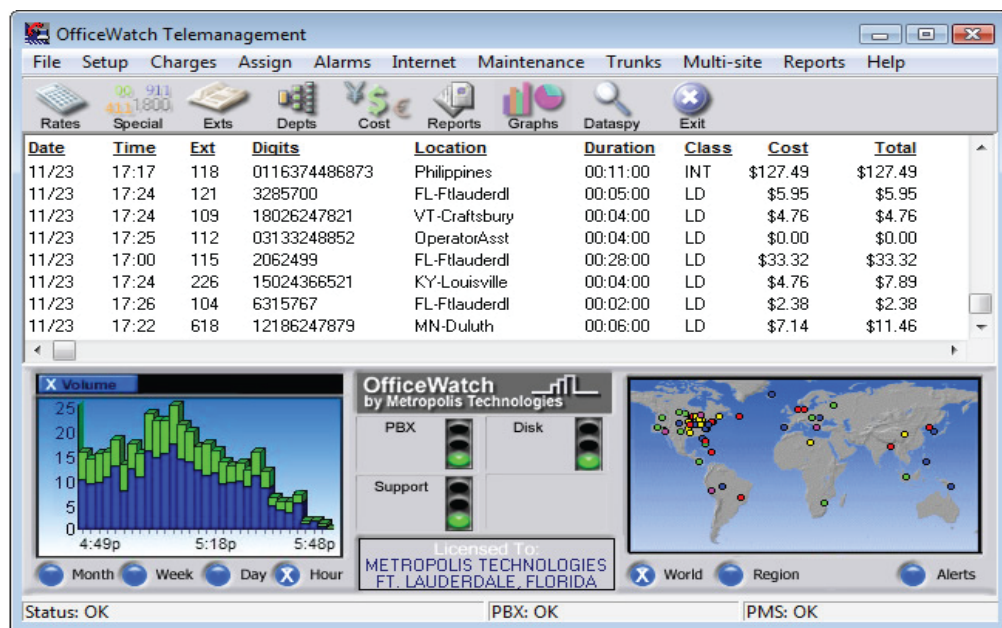 OfficeWatch Telemanagement
File Setup Charges Assign Alarms Internet Maintenance Trunks Multi-site Reports Help
00 911
411 1800
Rates Special Exts Depts Cost Reports Graphs Dataspy Exit
Date Time Ext Digits Location Duration Class Cost Total
11/23 17:17 118 0116374486873 Philippines 00:11:00 INT $127.49 $127.49
11/23 17:24 121 3285700 FL-Ftlauderdl 00:05:00 LD $5.95 $5.95
11/23 17:24 109 18026247821 VT-Craftsbury 00:04:00 LD $4.76 $4.76
11/23 17:25 112 03133248852 OperatorAsst 00:04:00 LD $0.00 $0.00
11/23 17:00 115 2062499 FL-Ftlauderdl 00:28:00 LD $33.32 $33.32
11/23 17:24 226 15024366521 KY-Louisville 00:04:00 LD $4.76 $7.89
11/23 17:26 104 6315767 FL-Ftlauderdl 00:02:00 LD $2.38 $2.38
11/23 17:22 618 12186247879 MN-Duluth 00:06:00 LD $7.14 $11.46
X Volume
25
20
15
10
5
0
4:49p 5:18p 5:48p
Month Week Day X Hour
OfficeWatch
by Metropolis Technologies
PBX Disk
Support
Licensed To:
METROPOLIS TECHNOLOGIES
FT. LAUDERDALE, FLORIDA
X World Region Alerts
Status: OK PBX: OK PMS: OK